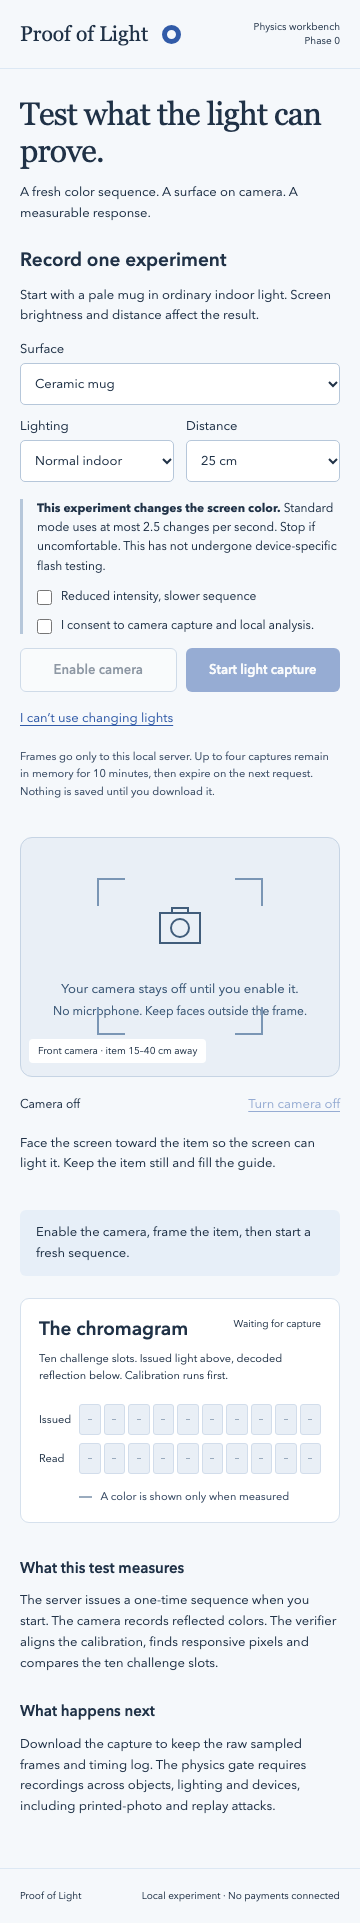 Proof of Light
Physics workbench
Phase 0
Test what the light can
prove.
A fresh color sequence. A surface on camera. A
measurable response.
Record one experiment
Start with a pale mug in ordinary indoor light. Screen
brightness and distance affect the result.
Surface
Ceramic mug
Lighting
Distance
Normal indoor
25 cm
This experiment changes the screen color. Standard
mode uses at most 2.5 changes per second. Stop if
uncomfortable. This has not undergone device-specific
flash testing.
Reduced intensity, slower sequence
I consent to camera capture and local analysis.
Enable camera
Start light capture
I can’t use changing lights
Frames go only to this local server. Up to four captures remain
in memory for 10 minutes, then expire on the next request.
Nothing is saved until you download it.
Your camera stays off until you enable it.
No microphone. Keep faces outside the frame.
Front camera · item 15–40 cm away
Camera off
Turn camera off
Face the screen toward the item so the screen can
light it. Keep the item still and fill the guide.
Enable the camera, frame the item, then start a
fresh sequence.
The chromagram
Waiting for capture
Ten challenge slots. Issued light above, decoded
reflection below. Calibration runs first.
Issued – – – – – – – – – –
Read – – – – – – – – – –
— A color is shown only when measured
What this test measures
The server issues a one-time sequence when you
start. The camera records reflected colors. The verifier
aligns the calibration, finds responsive pixels and
compares the ten challenge slots.
What happens next
Download the capture to keep the raw sampled
frames and timing log. The physics gate requires
recordings across objects, lighting and devices,
including printed-photo and replay attacks.
Proof of Light
Local experiment · No payments connected